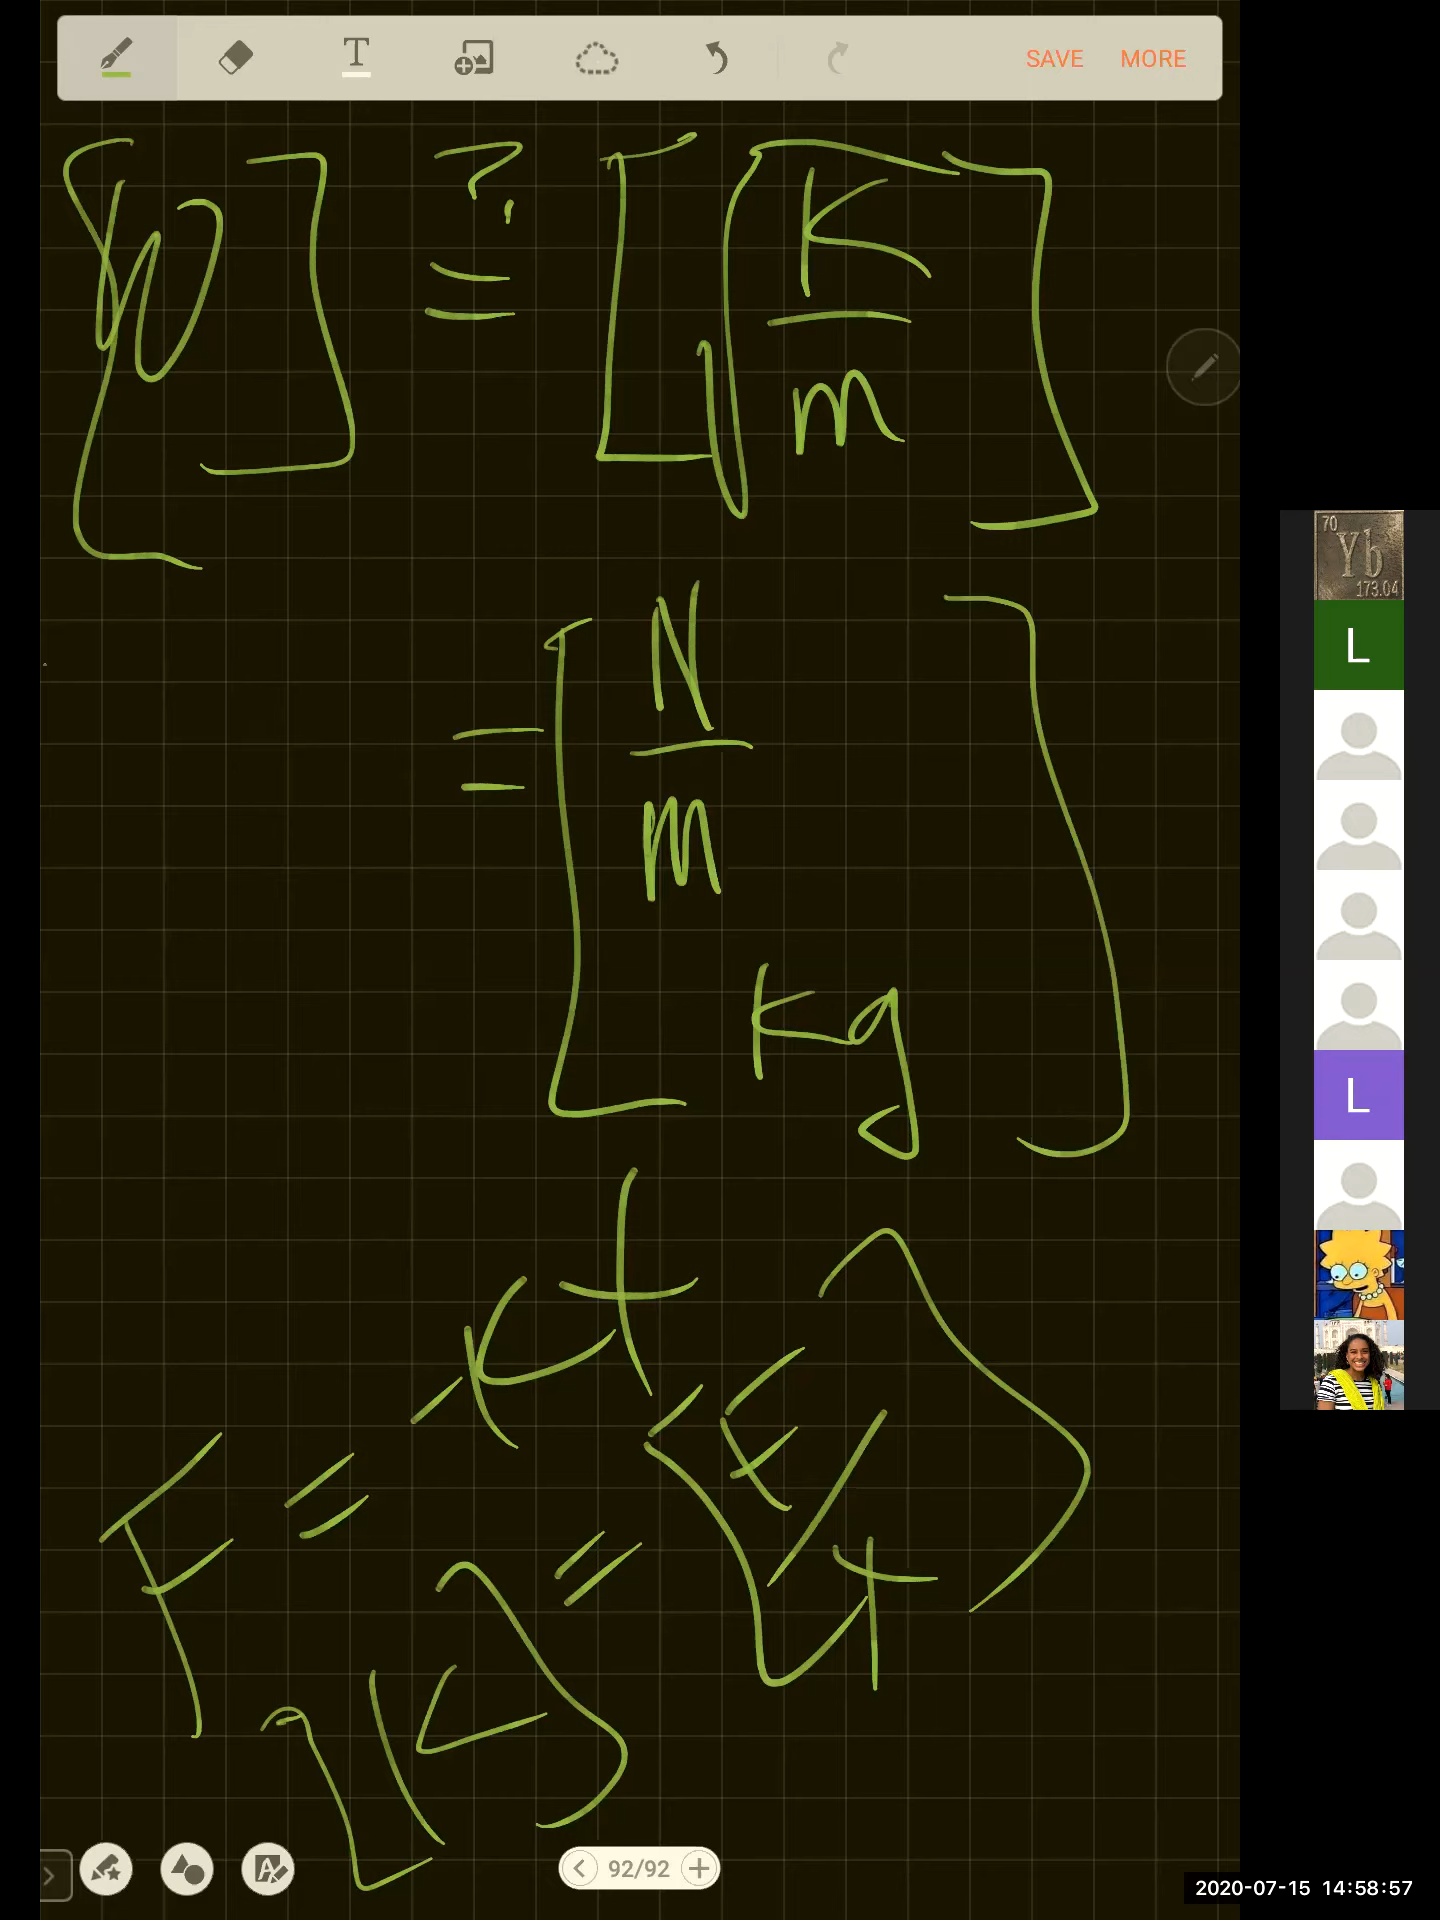 T SAVE MORE
[ω] ?= [√(K/m)]
= [N/m
kg]
F = -Kx
[K] = [F/x]
70
Yb
173.04
L
L
92/92
2020-07-15 14:58:57